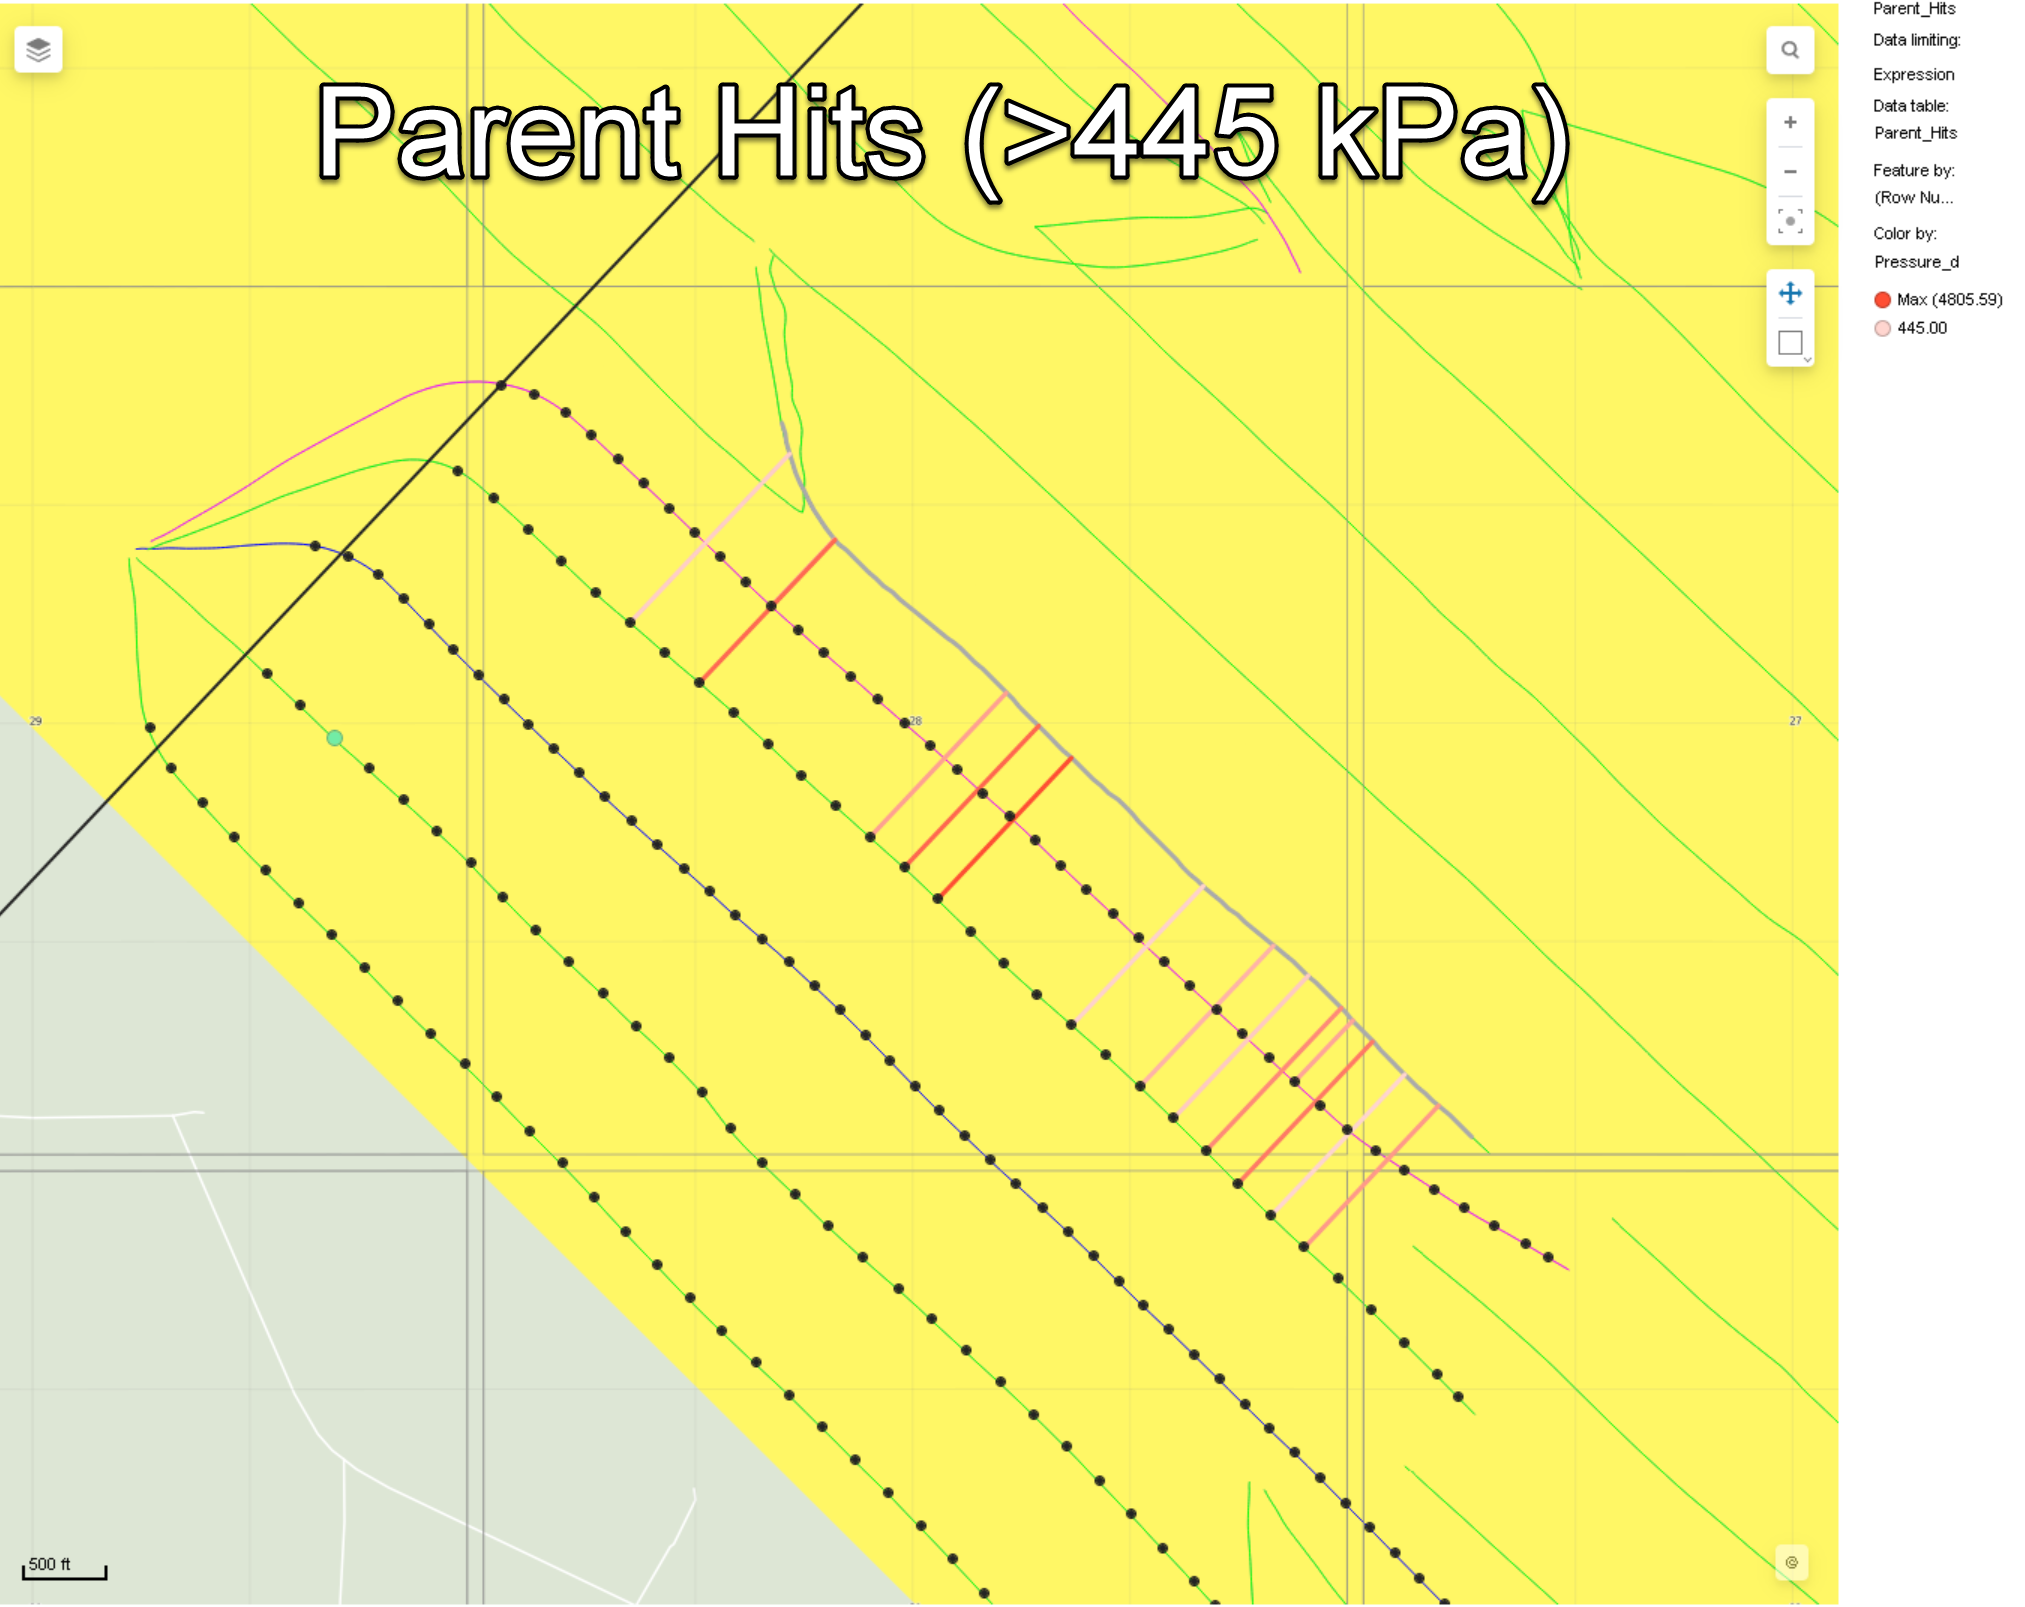 Parent Hits (>445 kPa)
Parent_Hits
Data limiting:
Expression
Data table:
Parent_Hits
Feature by:
(Row Nu...
Color by:
Pressure_d
Max (4805.59)
445.00
29
28
27
500 ft